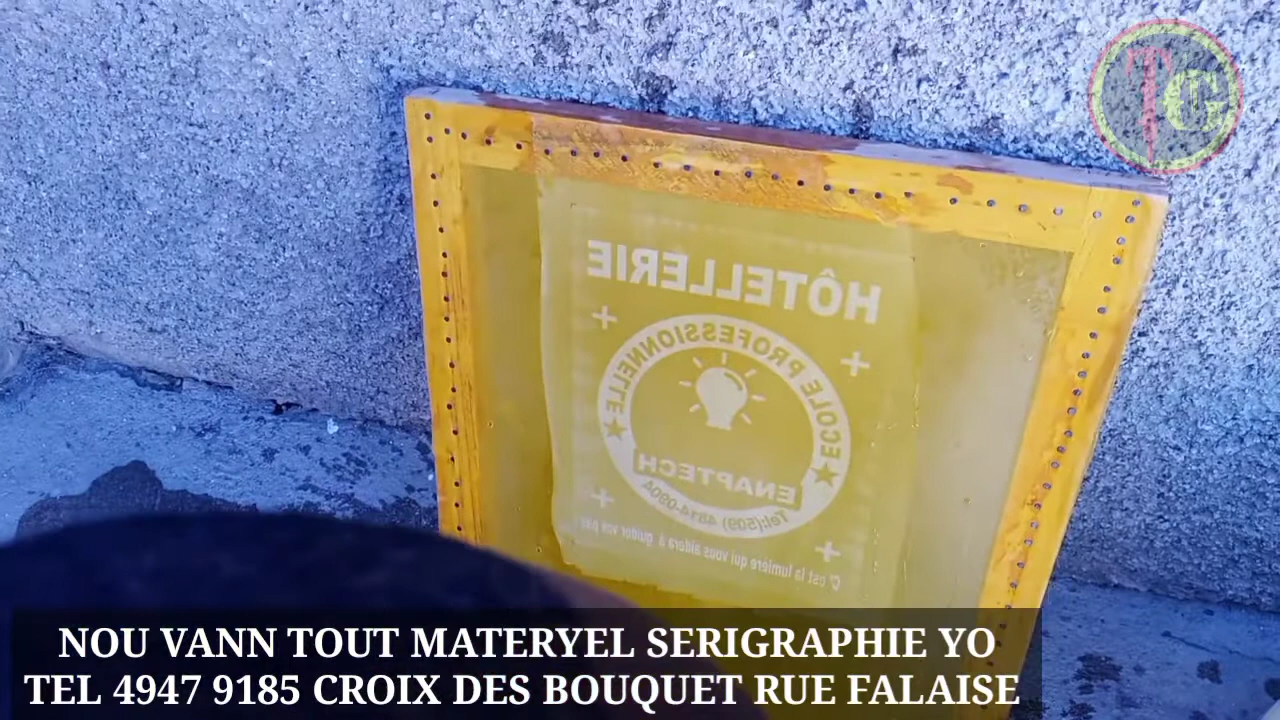 TG
HÔTELLERIE
ECOLE PROFESSIONNELLE
ENAPTECH
Tel:(509) 4814-0904
C'est la lumière qui vous aidera à guider vos pas
NOU VANN TOUT MATERYEL SERIGRAPHIE YO
TEL 4947 9185 CROIX DES BOUQUET RUE FALAISE